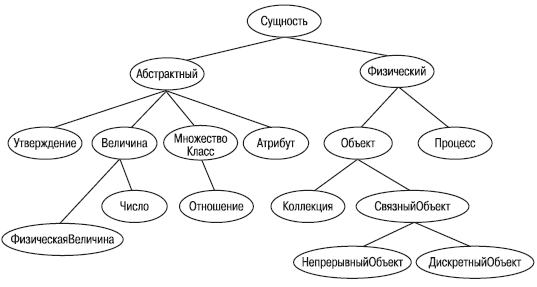 Сущность
Абстрактный
Физический
Утверждение
Величина
Множество
Класс
Атрибут
Объект
Процесс
ФизическаяВеличина
Число
Отношение
Коллекция
СвязныйОбъект
НепрерывныйОбъект
ДискретныйОбъект